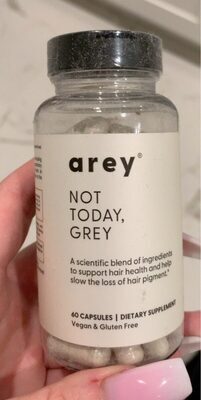 arey®
NOT
TODAY,
GREY
A scientific blend of ingredients
to support hair health and help
slow the loss of hair pigment.*
60 CAPSULES | DIETARY SUPPLEMENT
Vegan & Gluten Free